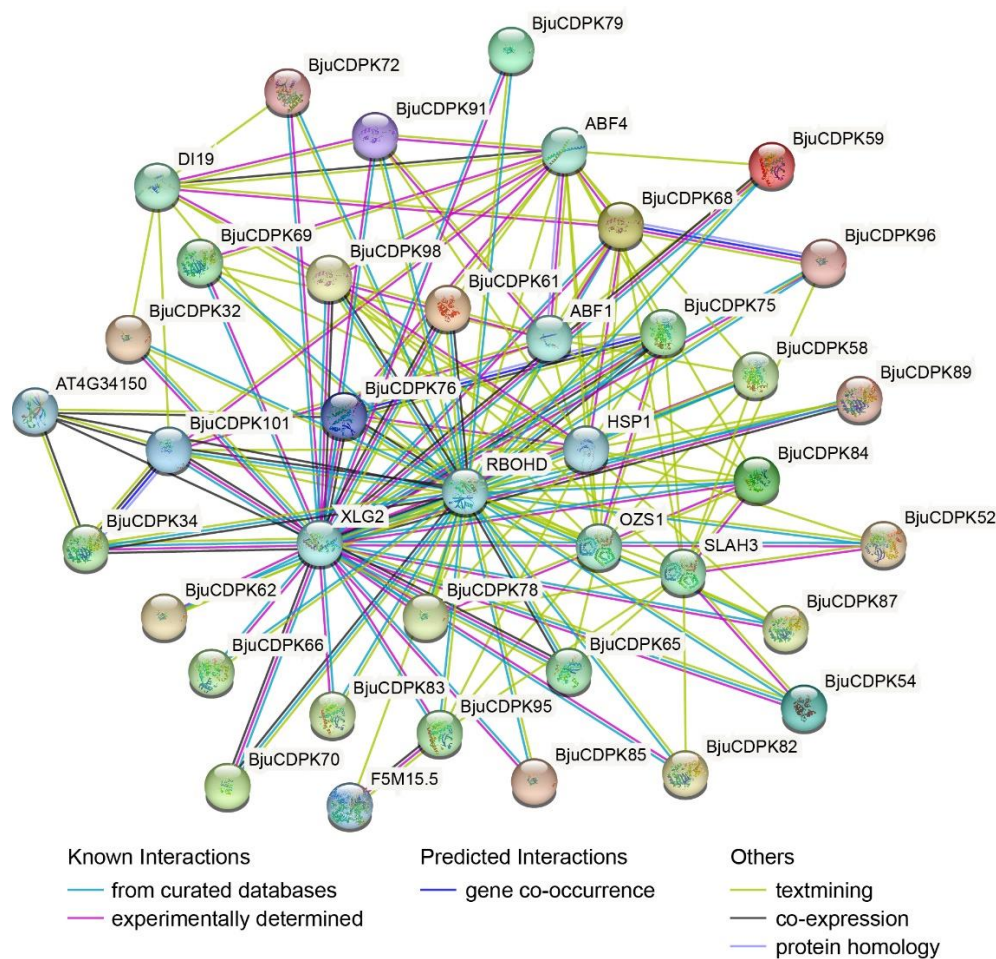 BjuCDPK79
BjuCDPK72
BjuCDPK91
ABF4
BjuCDPK59
DI19
BjuCDPK68
BjuCDPK69
BjuCDPK98
BjuCDPK96
BjuCDPK61
BjuCDPK32
ABF1
BjuCDPK75
BjuCDPK58
AT4G34150
BjuCDPK76
BjuCDPK89
BjuCDPK101
HSP1
BjuCDPK84
RBOHD
XLG2
OZS1
BjuCDPK34
SLAH3
BjuCDPK52
BjuCDPK62
BjuCDPK78
BjuCDPK87
BjuCDPK66
BjuCDPK65
BjuCDPK83
BjuCDPK54
BjuCDPK95
BjuCDPK70
F5M15.5
BjuCDPK85
BjuCDPK82
Known Interactions
from curated databases
experimentally determined
Predicted Interactions
gene co-occurrence
Others
textmining
co-expression
protein homology